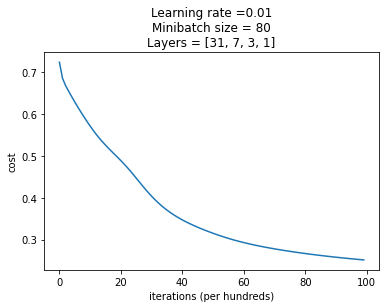 Learning rate =0.01
Minibatch size = 80
Layers = [31, 7, 3, 1]
0.7
0.6
0.5
0.4
0.3
cost
0 20 40 60 80 100
iterations (per hundreds)